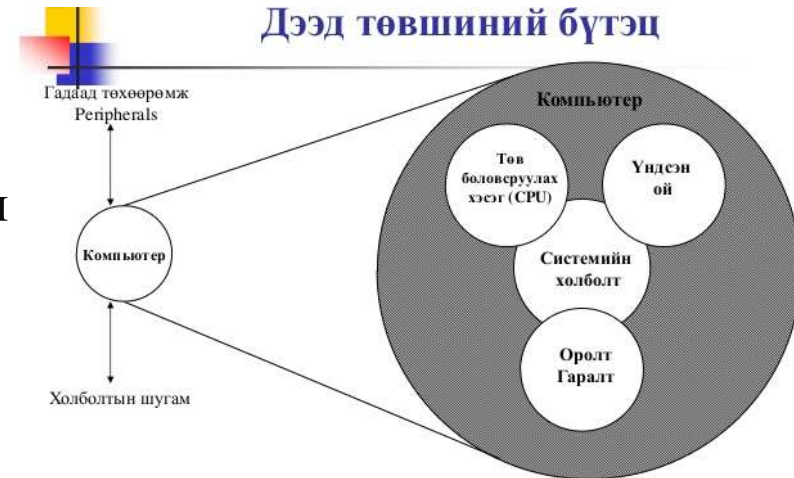 Дээд төвшиний бүтэц
Гадаад төхөөрөмж
Peripherals
Компьютер
Холболтын шугам
Компьютер
Төв
боловсруулах
хэсэг (CPU)
Үндсэн
ой
Системийн
холболт
Оролт
Гаралт